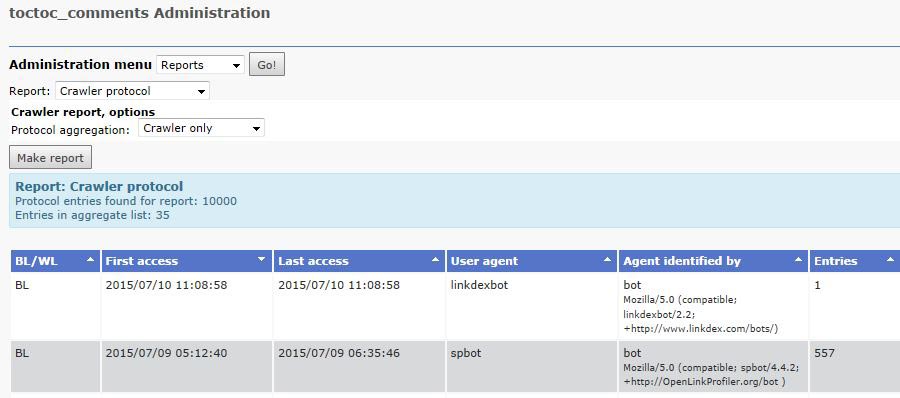 toctoc_comments Administration
Administration menu Reports Go!
Report: Crawler protocol
Crawler report, options
Protocol aggregation: Crawler only
Make report
Report: Crawler protocol
Protocol entries found for report: 10000
Entries in aggregate list: 35
BL/WL First access Last access User agent Agent identified by Entries
BL 2015/07/10 11:08:58 2015/07/10 11:08:58 linkdexbot bot 1
Mozilla/5.0 (compatible;
linkdexbot/2.2;
+http://www.linkdex.com/bots/)
BL 2015/07/09 05:12:40 2015/07/09 06:35:46 spbot bot 557
Mozilla/5.0 (compatible; spbot/4.4.2;
+http://OpenLinkProfiler.org/bot )